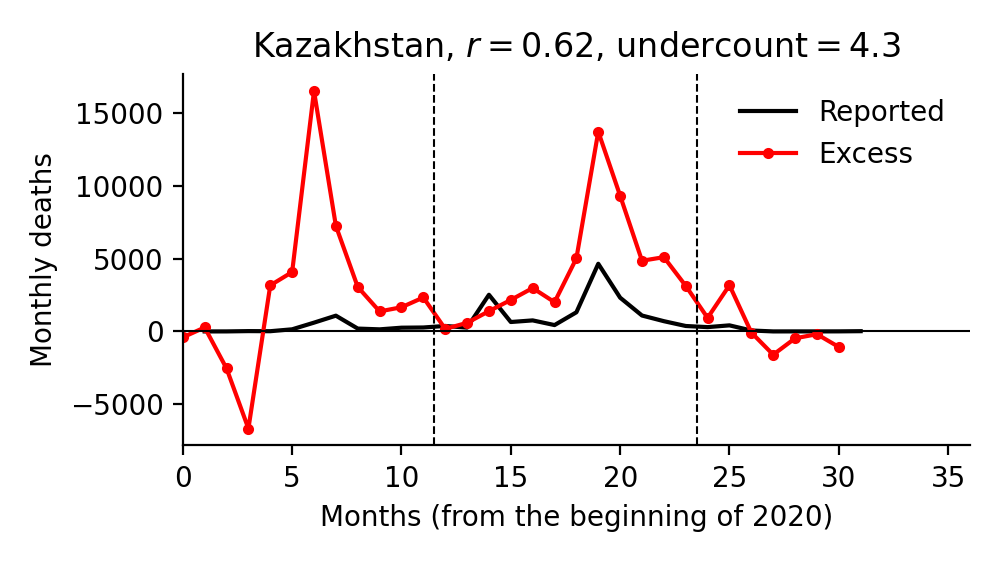 Kazakhstan, r = 0.62, undercount = 4.3
Reported
Excess
Monthly deaths
15000
10000
5000
0
−5000
0 5 10 15 20 25 30 35
Months (from the beginning of 2020)